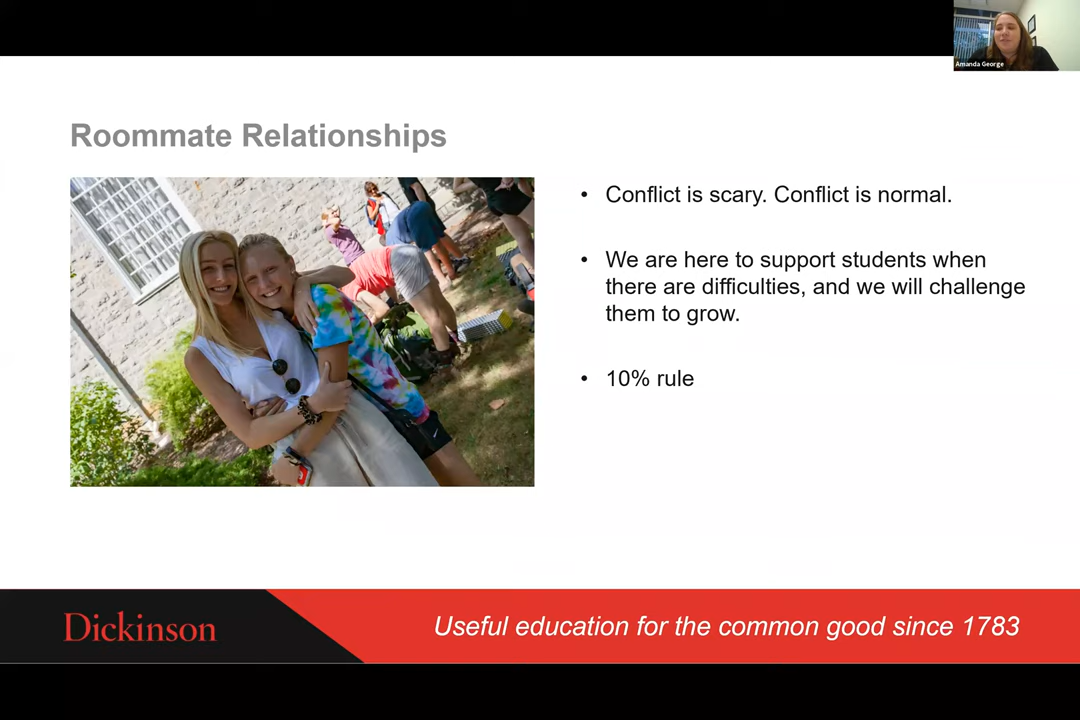 Amanda George
Roommate Relationships
• Conflict is scary. Conflict is normal.
• We are here to support students when
there are difficulties, and we will challenge
them to grow.
• 10% rule
Dickinson
Useful education for the common good since 1783